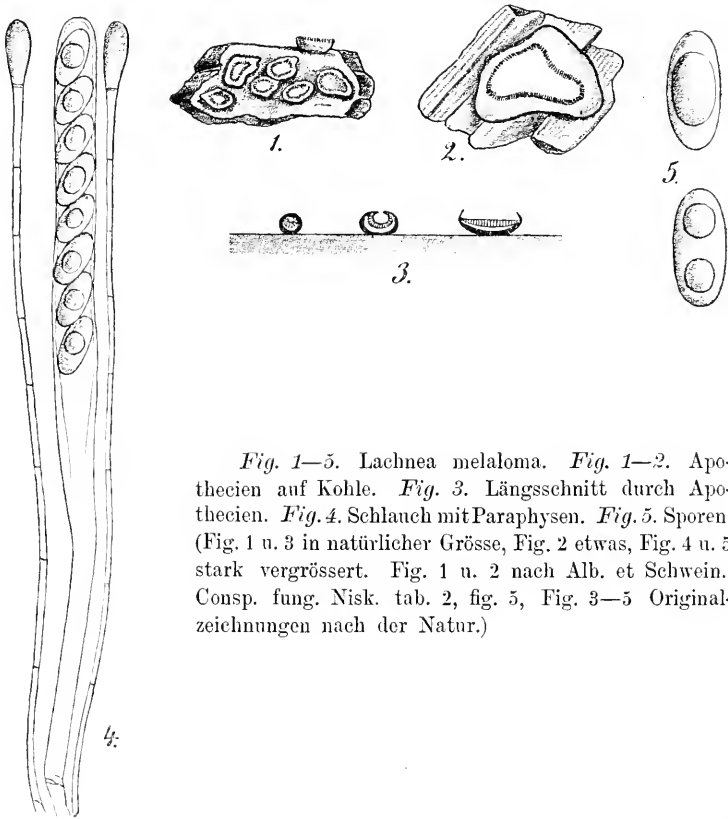 1.
2.
5.
3.
Fig. 1—5. Lachnea melaloma. Fig. 1—2. Apo-
thecien auf Kohle. Fig. 3. Längsschnitt durch Apo-
thecien. Fig. 4. Schlauch mit Paraphysen. Fig. 5. Sporen
(Fig. 1 u. 3 in natürlicher Grösse, Fig. 2 etwas, Fig. 4 u. 5
stark vergrössert. Fig. 1 u. 2 nach Alb. et Schwein.
Consp. fung. Nisk. tab. 2, fig. 5, Fig. 3—5 Original-
zeichnungen nach der Natur.)
4.